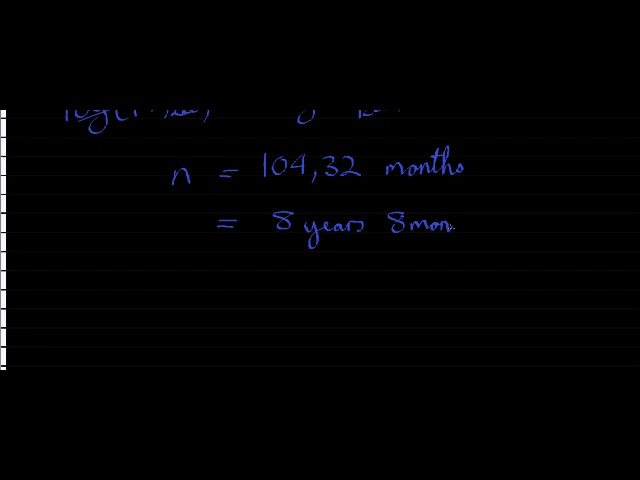 n = 104,32 months
= 8 years 8 mon